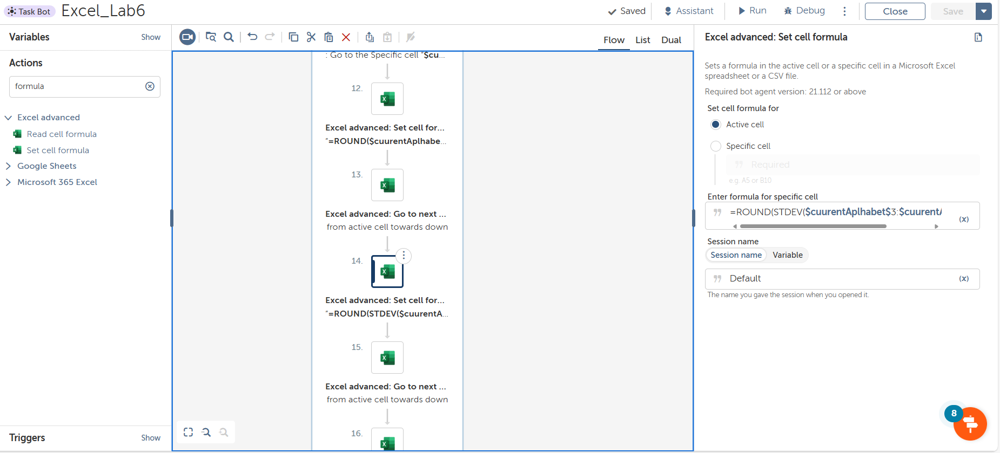 Task Bot Excel_Lab6
Saved Assistant Run Debug Close Save
Variables Show
Actions
formula
Excel advanced
Read cell formula
Set cell formula
Google Sheets
Microsoft 365 Excel
Triggers Show
Flow List Dual
: Go to the Specific cell "$cu...
12.
Excel advanced: Set cell for...
"=ROUND($cuurentAplhabe...
13.
Excel advanced: Go to next ...
from active cell towards down
14.
Excel advanced: Set cell for...
"=ROUND(STDEV($cuurentA...
15.
Excel advanced: Go to next ...
from active cell towards down
16.
Excel advanced: Set cell formula
Sets a formula in the active cell or a specific cell in a Microsoft Excel
spreadsheet or a CSV file.
Required bot agent version: 21.112 or above
Set cell formula for
Active cell
Specific cell
Required
e.g. A5 or B10
Enter formula for specific cell
=ROUND(STDEV($cuurentAplhabet$3:$cuurentA
(x)
Session name
Session name Variable
Default (x)
The name you gave the session when you opened it.
8